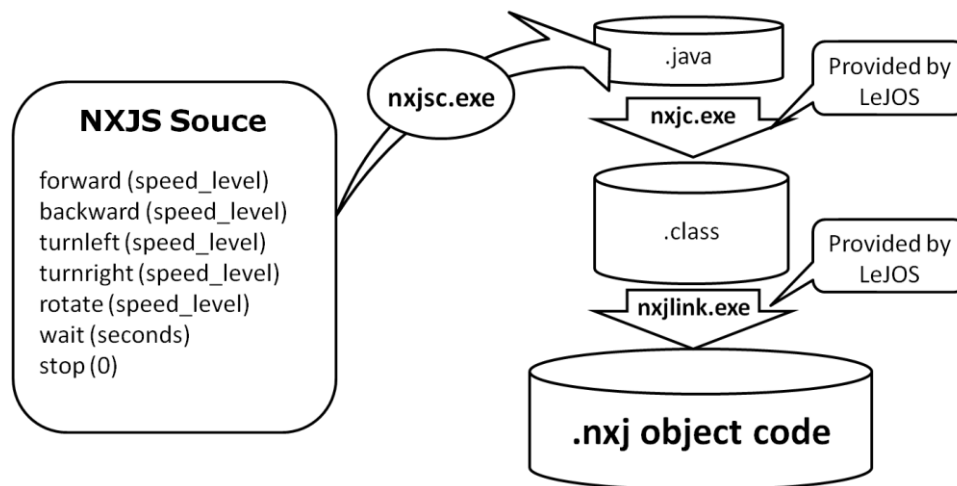 NXJS Souce
forward (speed_level)
backward (speed_level)
turnleft (speed_level)
turnright (speed_level)
rotate (speed_level)
wait (seconds)
stop (0)
nxjsc.exe
.java
nxjc.exe
Provided by
LeJOS
.class
nxjlink.exe
Provided by
LeJOS
.nxj object code